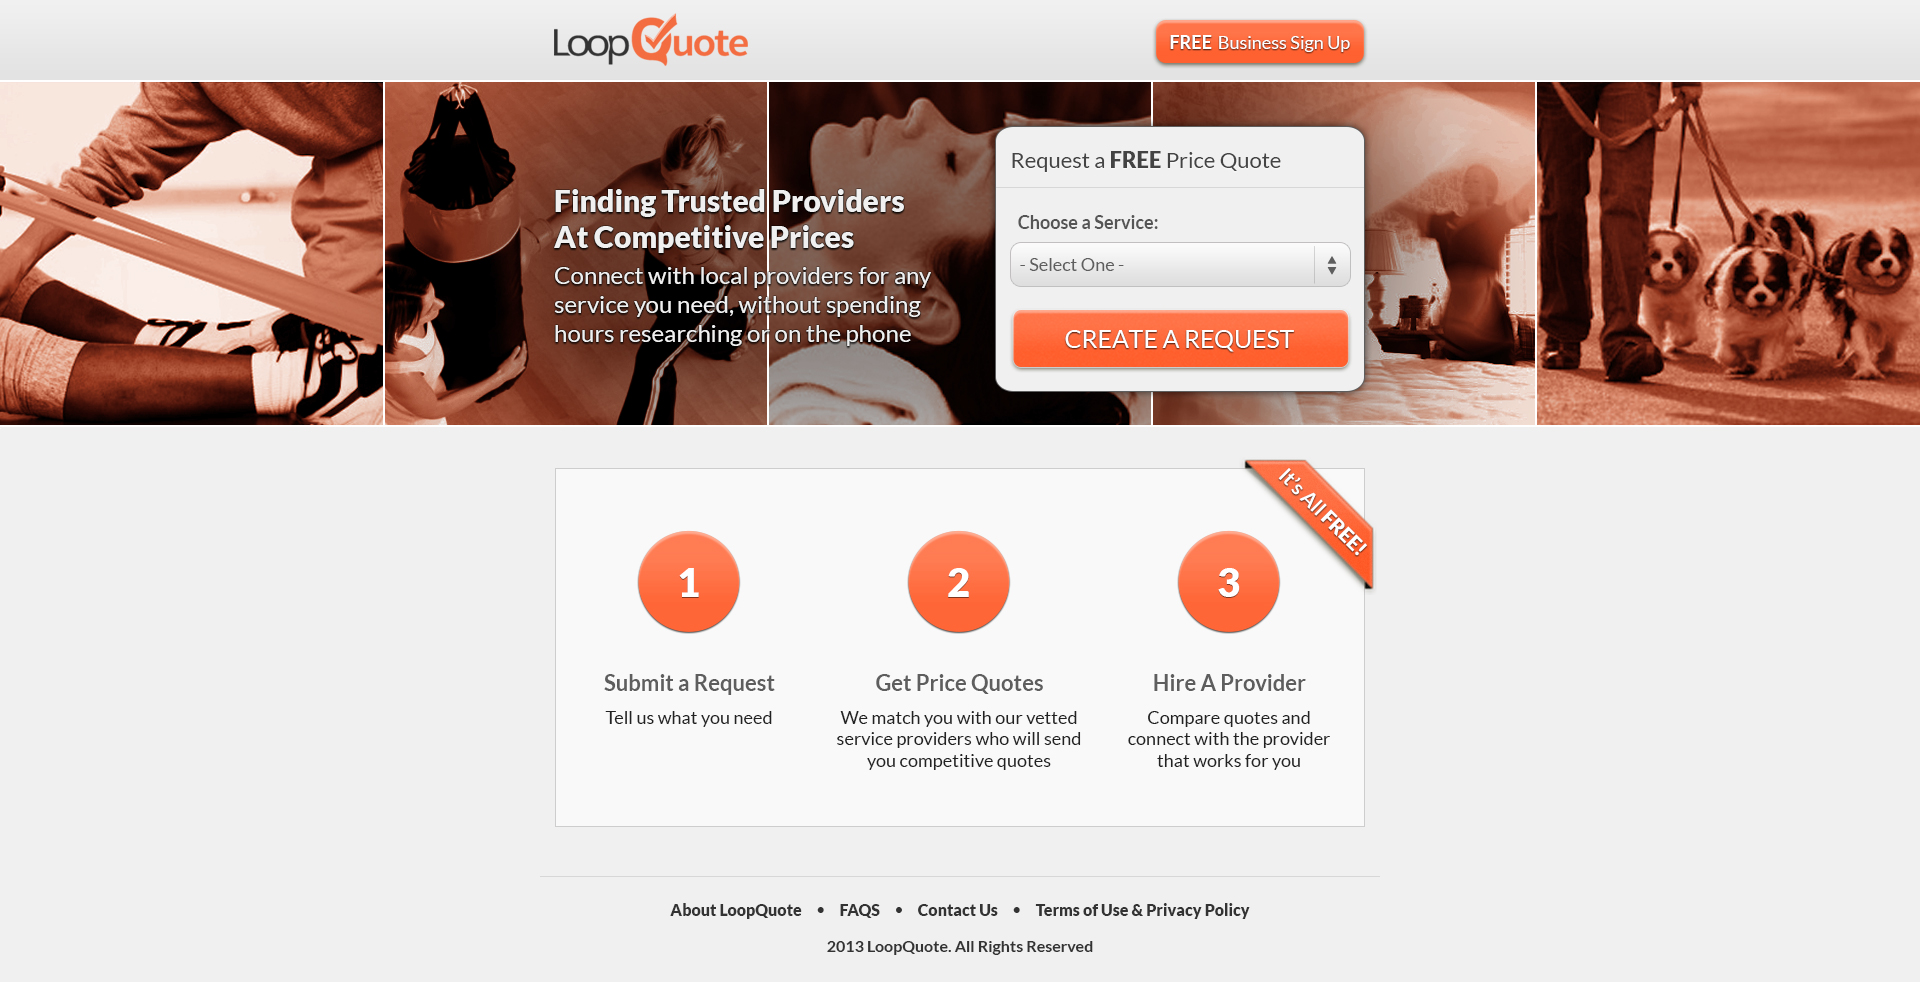 LoopQuote
FREE Business Sign Up
Finding Trusted Providers
At Competitive Prices
Connect with local providers for any
service you need, without spending
hours researching or on the phone
Request a FREE Price Quote
Choose a Service:
- Select One -
CREATE A REQUEST
It's All FREE!
1
2
3
Submit a Request
Tell us what you need
Get Price Quotes
We match you with our vetted
service providers who will send
you competitive quotes
Hire A Provider
Compare quotes and
connect with the provider
that works for you
About LoopQuote • FAQS • Contact Us • Terms of Use & Privacy Policy
2013 LoopQuote. All Rights Reserved